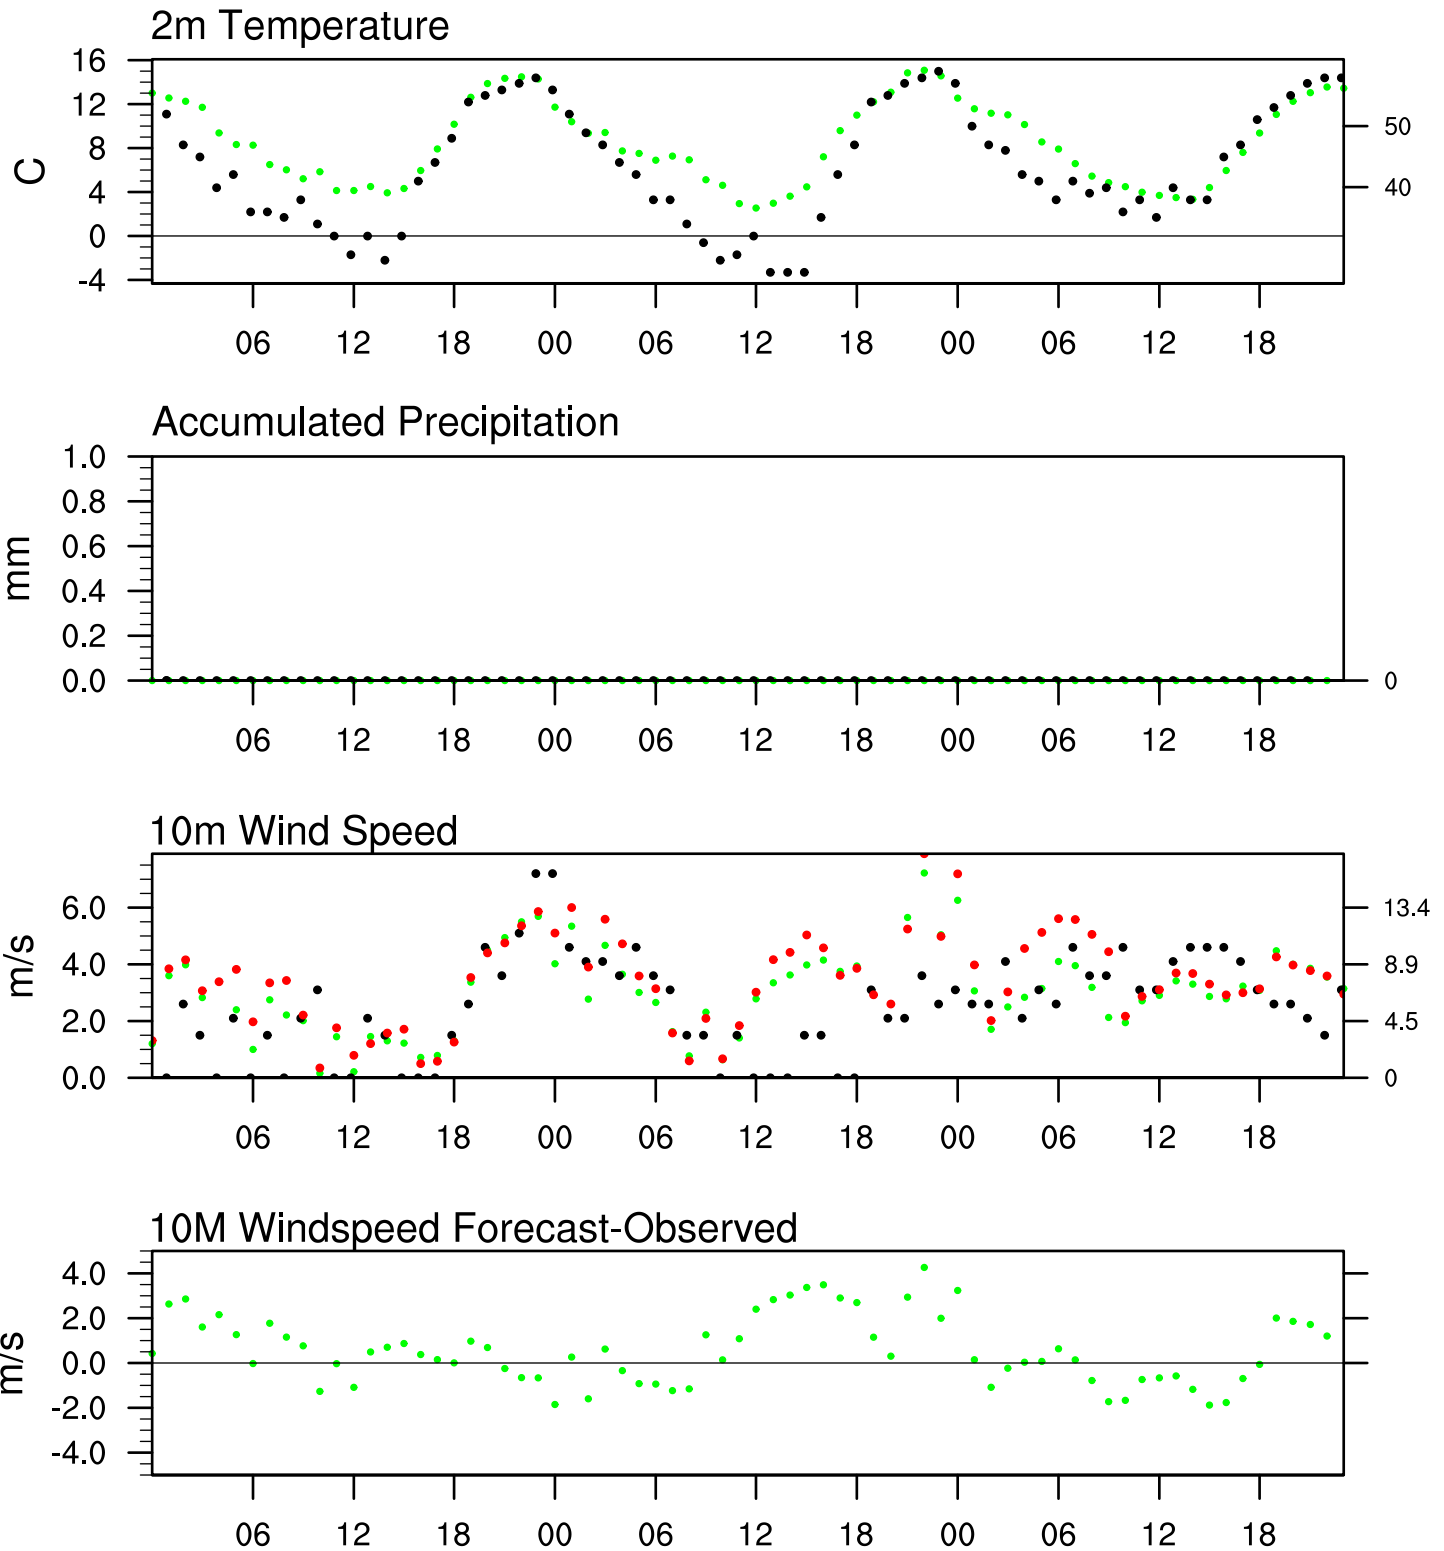 2m Temperature
16
12
8
4
0
-4
C
50
40
06 12 18 00 06 12 18 00 06 12 18
Accumulated Precipitation
1.0
0.8
0.6
0.4
0.2
0.0
mm
0
06 12 18 00 06 12 18 00 06 12 18
10m Wind Speed
6.0
4.0
2.0
0.0
m/s
13.4
8.9
4.5
0
06 12 18 00 06 12 18 00 06 12 18
10M Windspeed Forecast-Observed
4.0
2.0
0.0
-2.0
-4.0
m/s
06 12 18 00 06 12 18 00 06 12 18